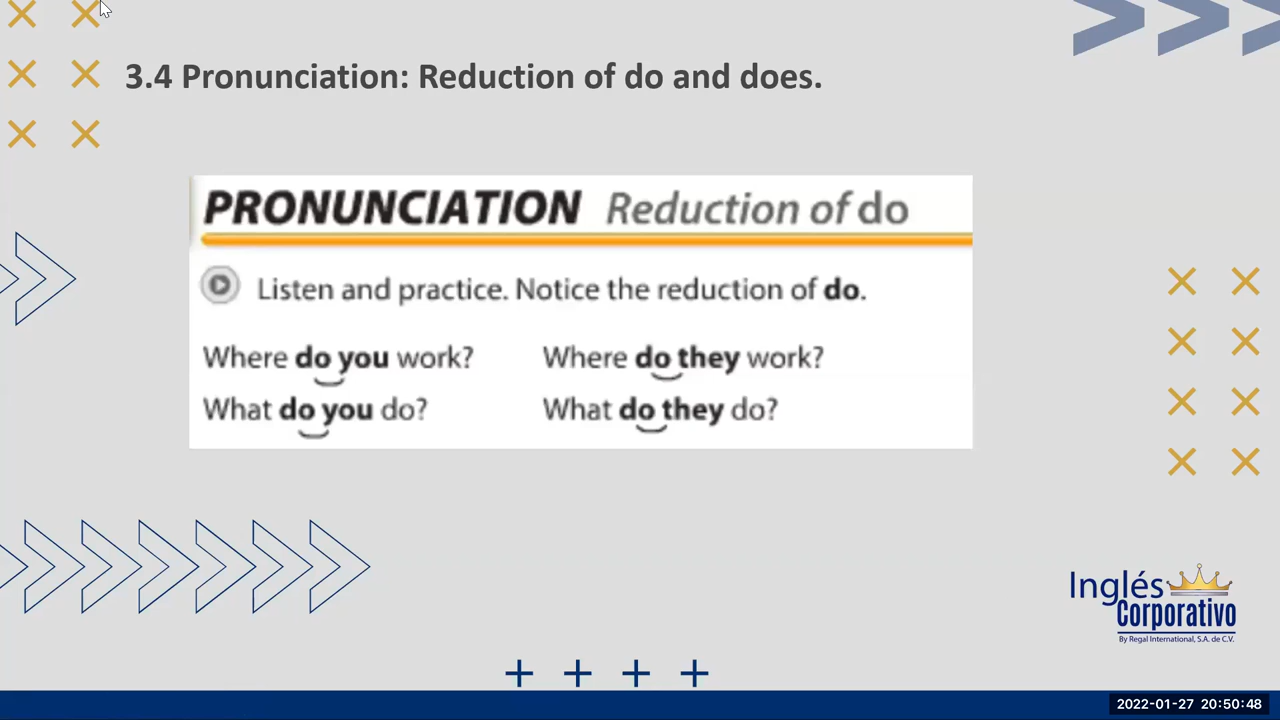 3.4 Pronunciation: Reduction of do and does.
PRONUNCIATION Reduction of do
Listen and practice. Notice the reduction of do.
Where do you work? Where do they work?
What do you do? What do they do?
Inglés
Corporativo
By Regal International, S.A. de C.V.
2022-01-27 20:50:48